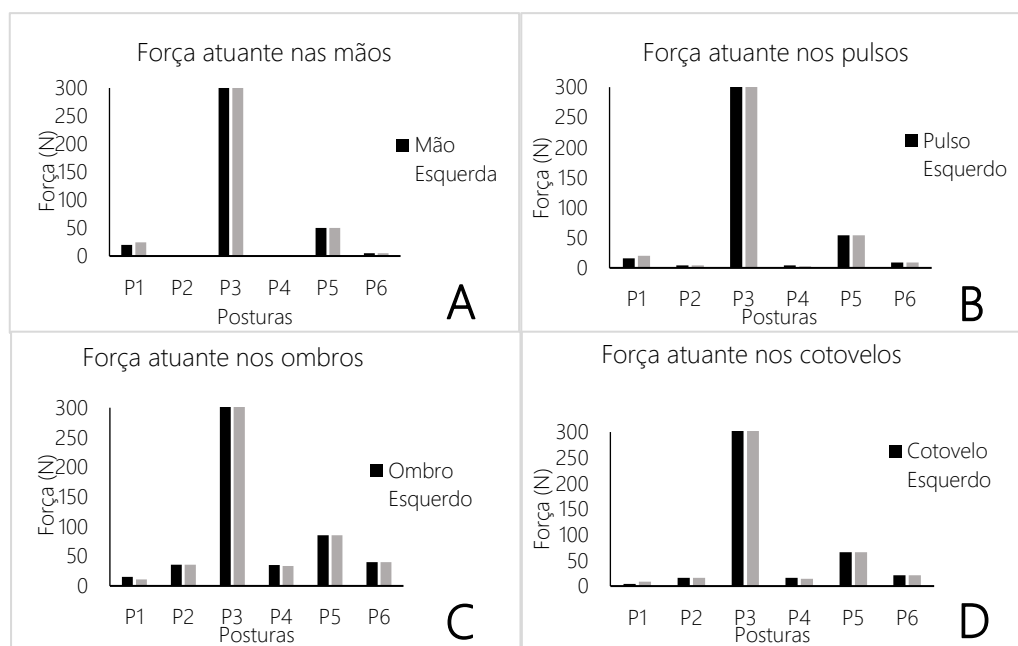 Força atuante nas mãos
300
250
200
150
100
50
0
Força (N)
P1 P2 P3 P4 P5 P6
Posturas
Mão
Esquerda
A
Força atuante nos pulsos
300
250
200
150
100
50
0
Força (N)
P1 P2 P3 P4 P5 P6
Posturas
Pulso
Esquerdo
B
Força atuante nos ombros
300
250
200
150
100
50
0
Força (N)
P1 P2 P3 P4 P5 P6
Posturas
Ombro
Esquerdo
C
Força atuante nos cotovelos
300
250
200
150
100
50
0
Força (N)
P1 P2 P3 P4 P5 P6
Posturas
Cotovelo
Esquerdo
D